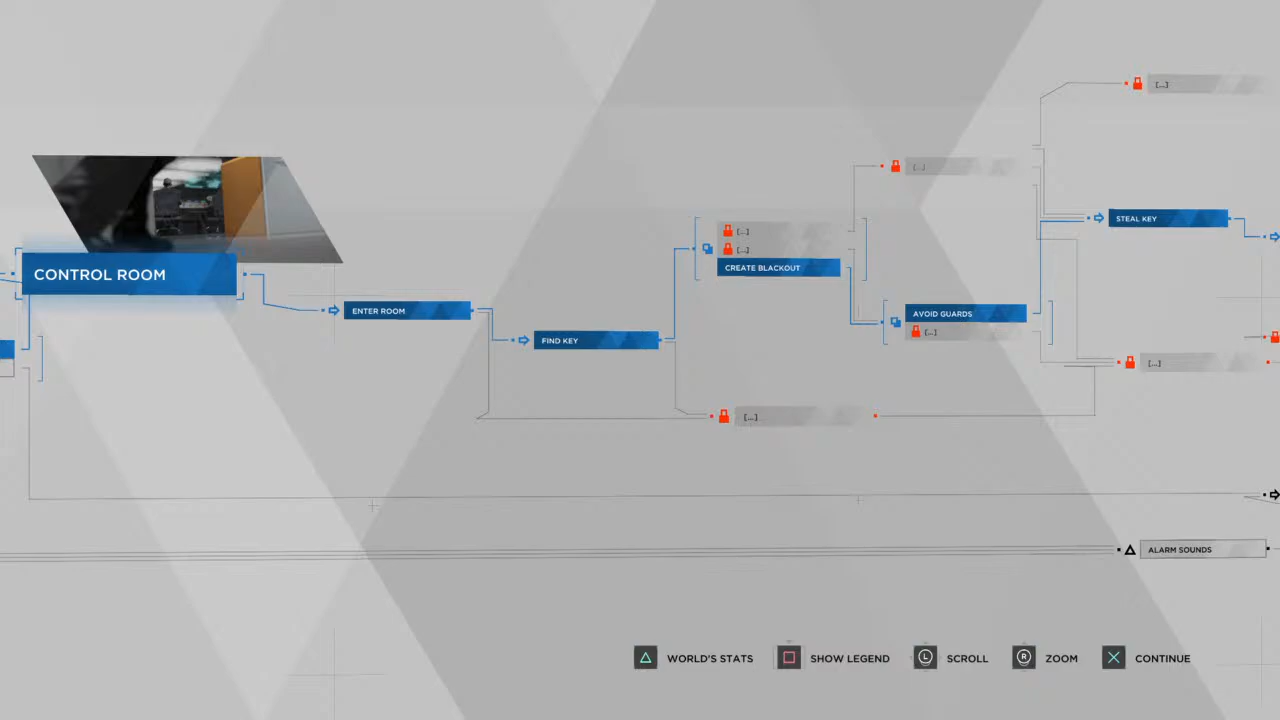 [...]
[...]
STEAL KEY
[...]
[...]
CREATE BLACKOUT
CONTROL ROOM
ENTER ROOM
AVOID GUARDS
[...]
FIND KEY
[...]
[...]
ALARM SOUNDS
WORLD'S STATS
SHOW LEGEND
L
SCROLL
R
ZOOM
CONTINUE